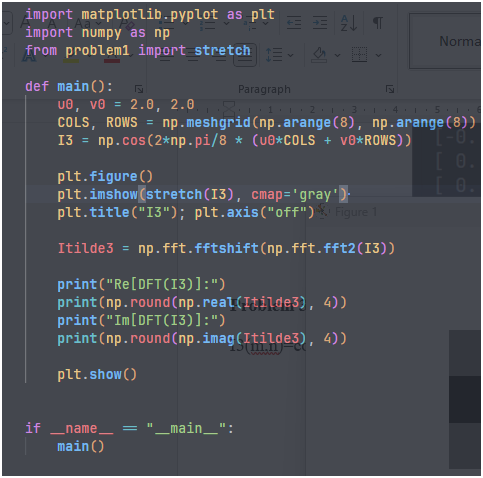 import matplotlib.pyplot as plt
import numpy as np
from problem1 import stretch
Norma
Paragraph
def main():
    u0, v0 = 2.0, 2.0
    COLS, ROWS = np.meshgrid(np.arange(8), np.arange(8))
    I3 = np.cos(2*np.pi/8 * (u0*COLS + v0*ROWS))
    plt.figure()
    plt.imshow(stretch(I3), cmap='gray')
    plt.title("I3"); plt.axis("off")
Figure 1
    Itilde3 = np.fft.fftshift(np.fft.fft2(I3))
    print("Re[DFT(I3)]:")
    print(np.round(np.real(Itilde3), 4))
    print("Im[DFT(I3)]:")
    print(np.round(np.imag(Itilde3), 4))
    plt.show()
if __name__ == "__main__":
    main()